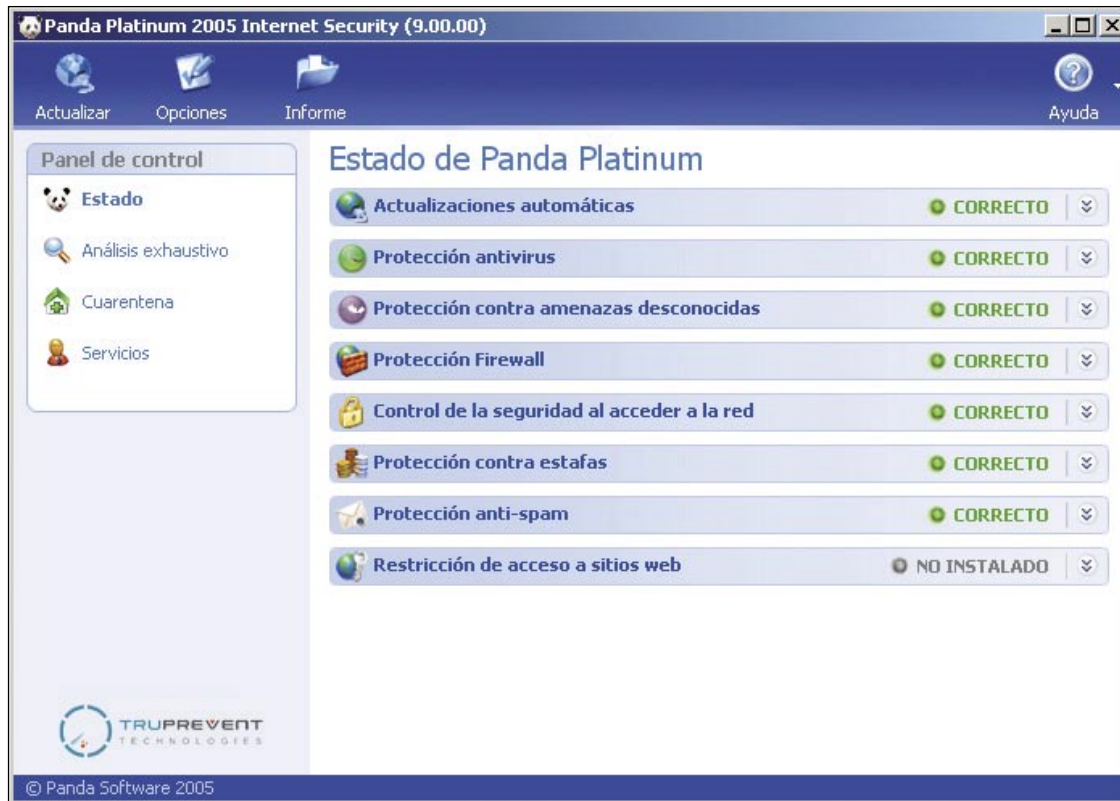 Panda Platinum 2005 Internet Security (9.00.00)
Actualizar
Opciones
Informe
Ayuda
Panel de control
Estado
Análisis exhaustivo
Cuarentena
Servicios
Estado de Panda Platinum
Actualizaciones automáticas CORRECTO
Protección antivirus CORRECTO
Protección contra amenazas desconocidas CORRECTO
Protección Firewall CORRECTO
Control de la seguridad al acceder a la red CORRECTO
Protección contra estafas CORRECTO
Protección anti-spam CORRECTO
Restricción de acceso a sitios web NO INSTALADO
TRUPREVENT
TECHNOLOGIES
© Panda Software 2005